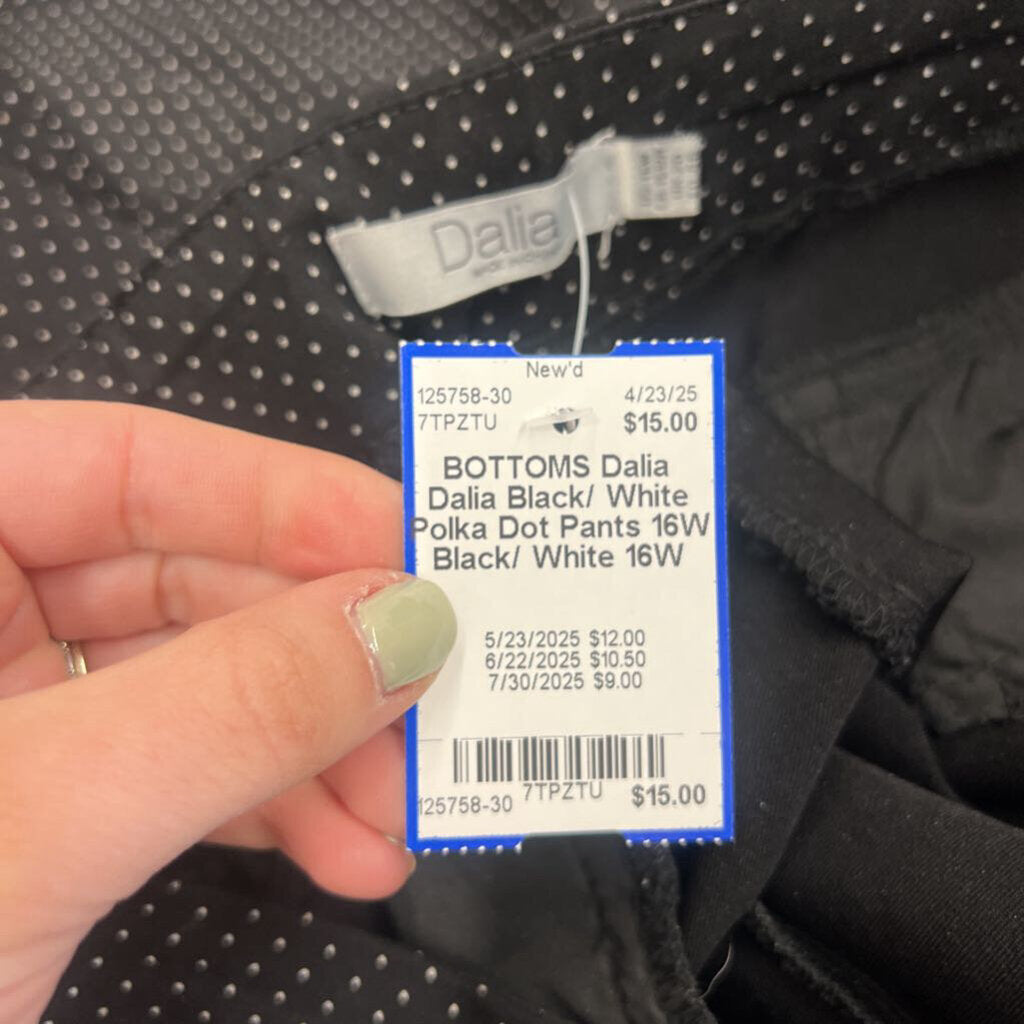 Dalia
New'd
125758-30 4/23/25
7TPZTU $15.00
BOTTOMS Dalia
Dalia Black/ White
Polka Dot Pants 16W
Black/ White 16W
5/23/2025 $12.00
6/22/2025 $10.50
7/30/2025 $9.00
125758-30 7TPZTU $15.00